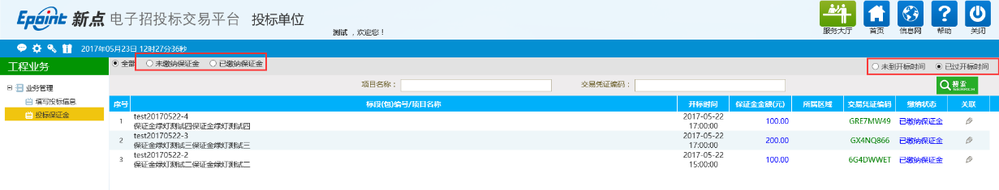 Epoint 新点 电子招投标交易平台 投标单位
测试 ，欢迎您！
服务大厅 首页 信息网 帮助 关闭
2017年05月23日 12时27分36秒
工程业务
全部 未缴纳保证金 已缴纳保证金 未到开标时间 已过开标时间
业务管理
填写投标信息
投标保证金
项目名称： 交易凭证编码： 搜索 SEARCH
序号 标段(包)编号/项目名称 开标时间 保证金金额(元) 所属区域 交易凭证编码 缴纳状态 关联
1 test20170522-4 2017-05-22 100.00 GRE7MW49 已缴纳保证金
保证金绿灯测试四保证金绿灯测试四 17:00:00
2 test20170522-3 2017-05-22 200.00 GX4NQ866 已缴纳保证金
保证金绿灯测试三保证金绿灯测试三 17:00:00
3 test20170522-2 2017-05-22 100.00 6G4DWWET 已缴纳保证金
保证金绿灯测试二保证金绿灯测试二 15:00:00